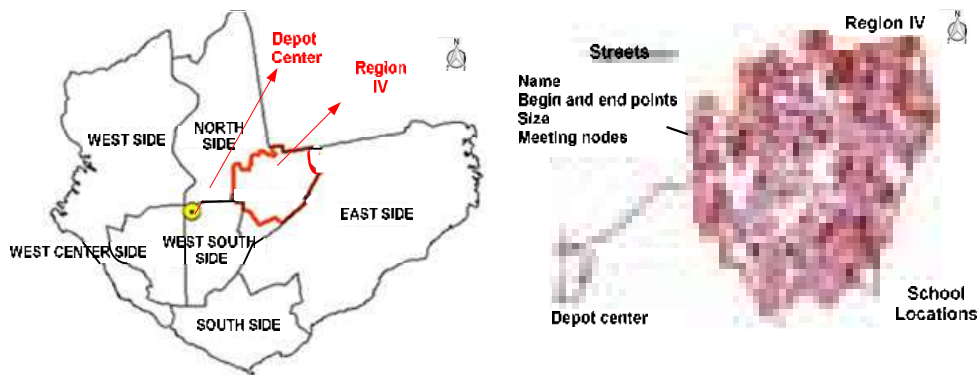 Depot
Center
Region
IV
N
WEST SIDE
NORTH
SIDE
EAST SIDE
WEST CENTER SIDE
WEST SOUTH
SIDE
SOUTH SIDE
Region IV
N
Streets
Name
Begin and end points
Size
Meeting nodes
Depot center
School
Locations